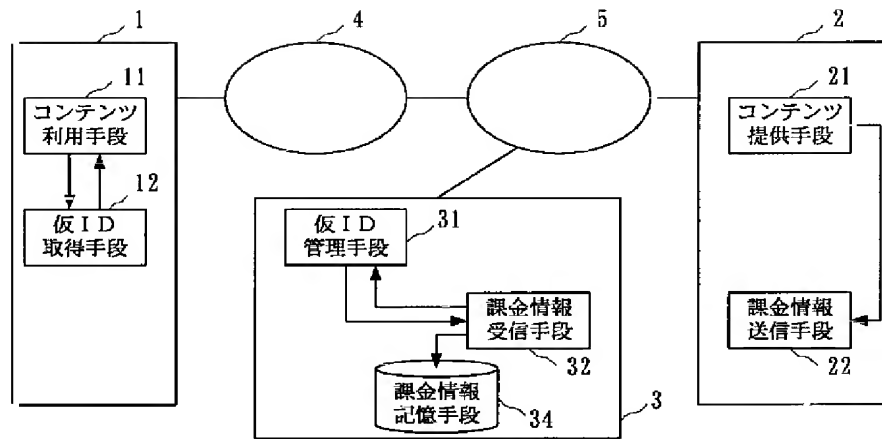 1
4
5
2
11
コンテンツ
利用手段
12
仮ID
取得手段
21
コンテンツ
提供手段
仮ID
管理手段
31
課金情報
受信手段
32
課金情報
記憶手段
34
3
課金情報
送信手段
22